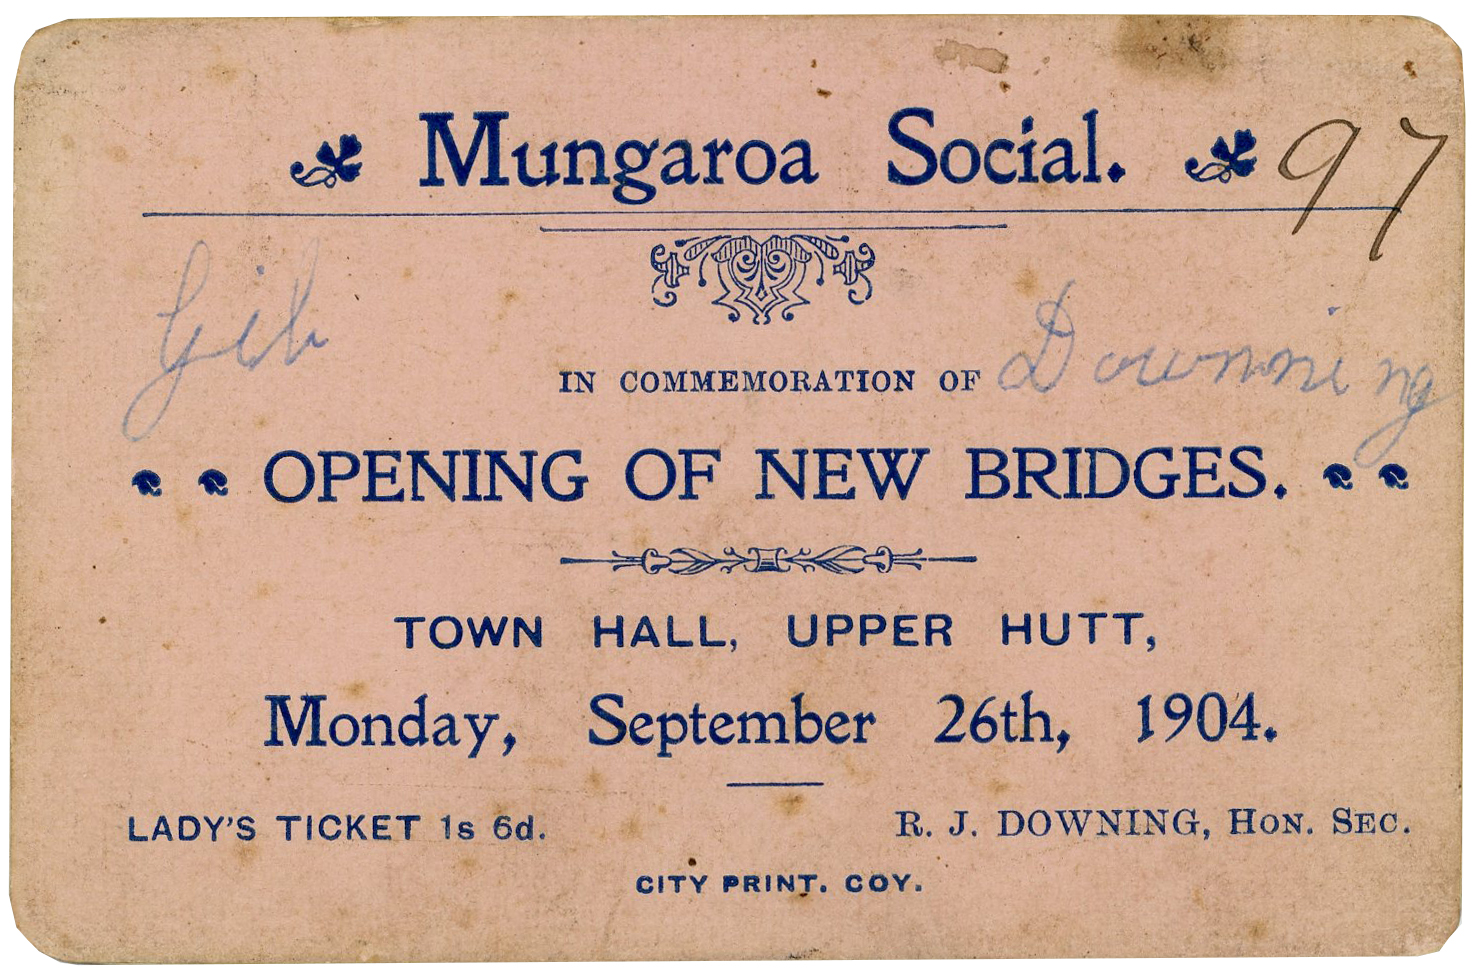 Mungaroa Social. 97
Gib Downing
IN COMMEMORATION OF
OPENING OF NEW BRIDGES.
TOWN HALL, UPPER HUTT,
Monday, September 26th, 1904.
LADY'S TICKET 1s 6d. R. J. DOWNING, HON. SEC.
CITY PRINT. COY.